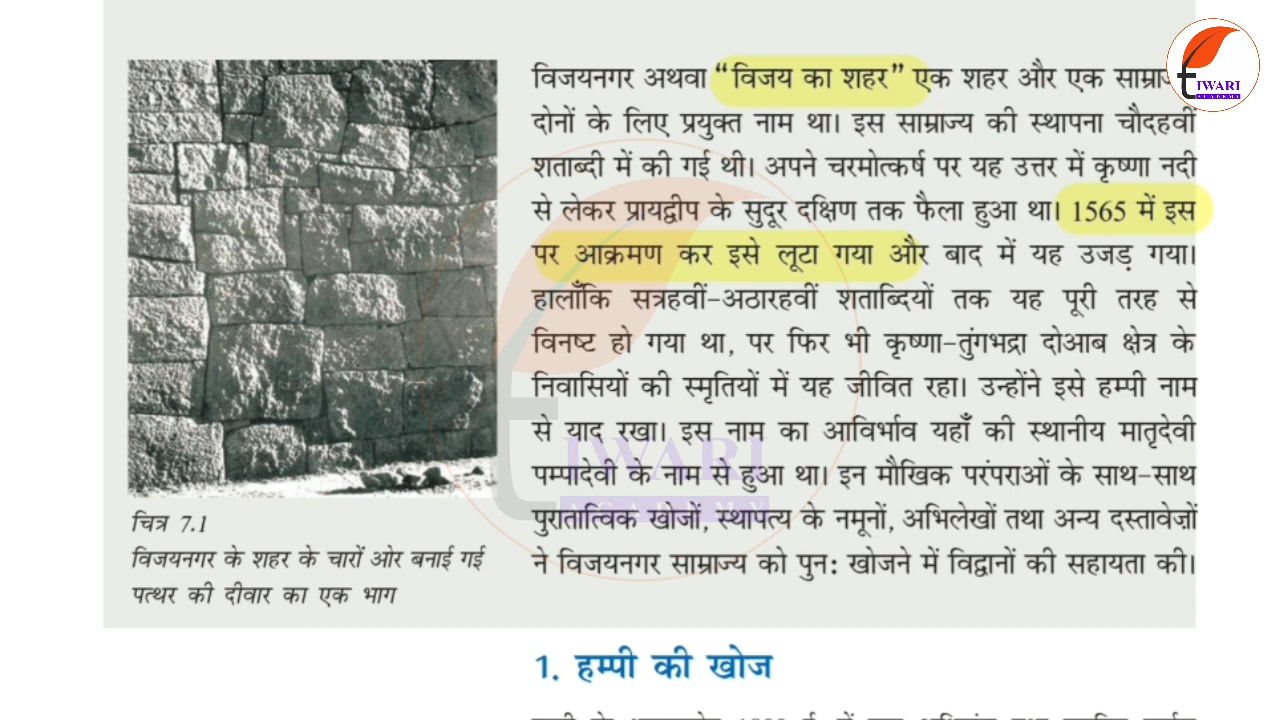 विजयनगर अथवा “विजय का शहर” एक शहर और एक
दोनों के लिए प्रयुक्त नाम था। इस साम्राज्य की स्थापना चौदहवीं
शताब्दी में की गई थी। अपने चरमोत्कर्ष पर यह उत्तर में कृष्णा नदी
से लेकर प्रायद्वीप के सुदूर दक्षिण तक फैला हुआ था। 1565 में इस
पर आक्रमण कर इसे लूटा गया और बाद में यह उजड़ गया।
हालाँकि सत्रहवीं-अठारहवीं शताब्दियों तक यह पूरी तरह से
विनष्ट हो गया था, पर फिर भी कृष्णा-तुंगभद्रा दोआब क्षेत्र के
निवासियों की स्मृतियों में यह जीवित रहा। उन्होंने इसे हम्पी नाम
से याद रखा। इस नाम का आविर्भाव यहाँ की स्थानीय मातृदेवी
पम्पादेवी के नाम से हुआ था। इन मौखिक परंपराओं के साथ-साथ
पुरातात्विक खोजों, स्थापत्य के नमूनों, अभिलेखों तथा अन्य दस्तावेज़ों
ने विजयनगर साम्राज्य को पुन: खोजने में विद्वानों की सहायता की।
चित्र 7.1
विजयनगर के शहर के चारों ओर बनाई गई
पत्थर की दीवार का एक भाग
1. हम्पी की खोज
TIWARI
ACADEMY
TIWARI
ACADEMY